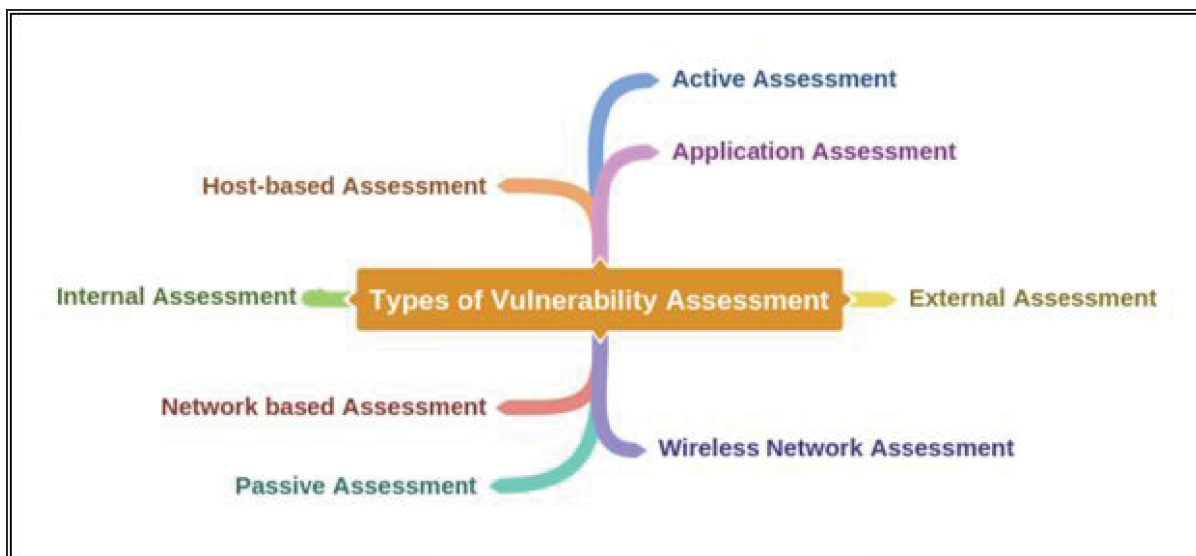 Active Assessment
Application Assessment
Host-based Assessment
Internal Assessment
Types of Vulnerability Assessment
External Assessment
Network based Assessment
Wireless Network Assessment
Passive Assessment